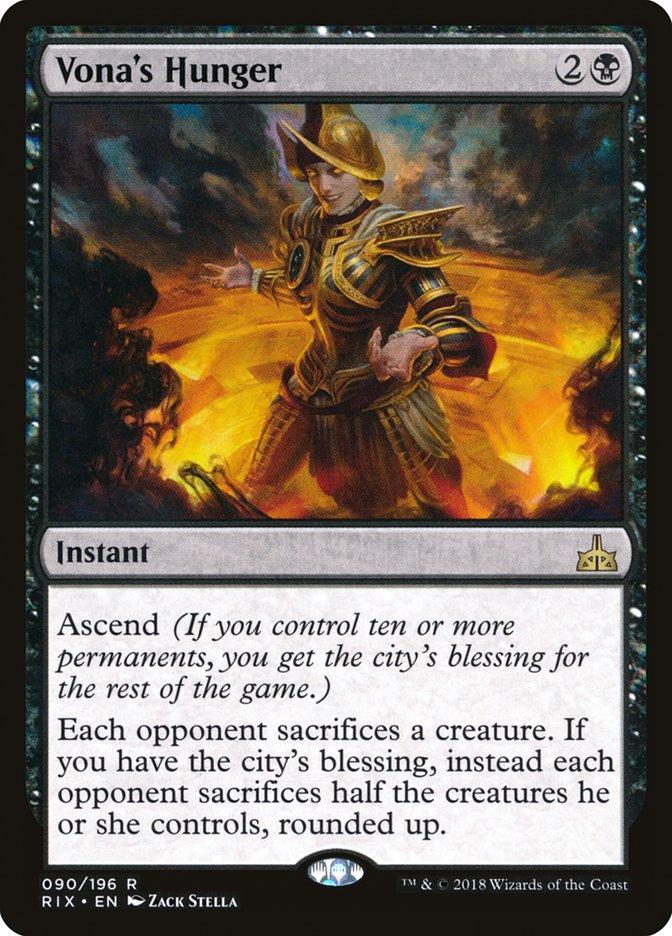 Vona's Hunger 2
Instant
Ascend (If you control ten or more
permanents, you get the city's blessing for
the rest of the game.)
Each opponent sacrifices a creature. If
you have the city's blessing, instead each
opponent sacrifices half the creatures he
or she controls, rounded up.
090/196 R
RIX • EN Zack Stella
™ & © 2018 Wizards of the Coast